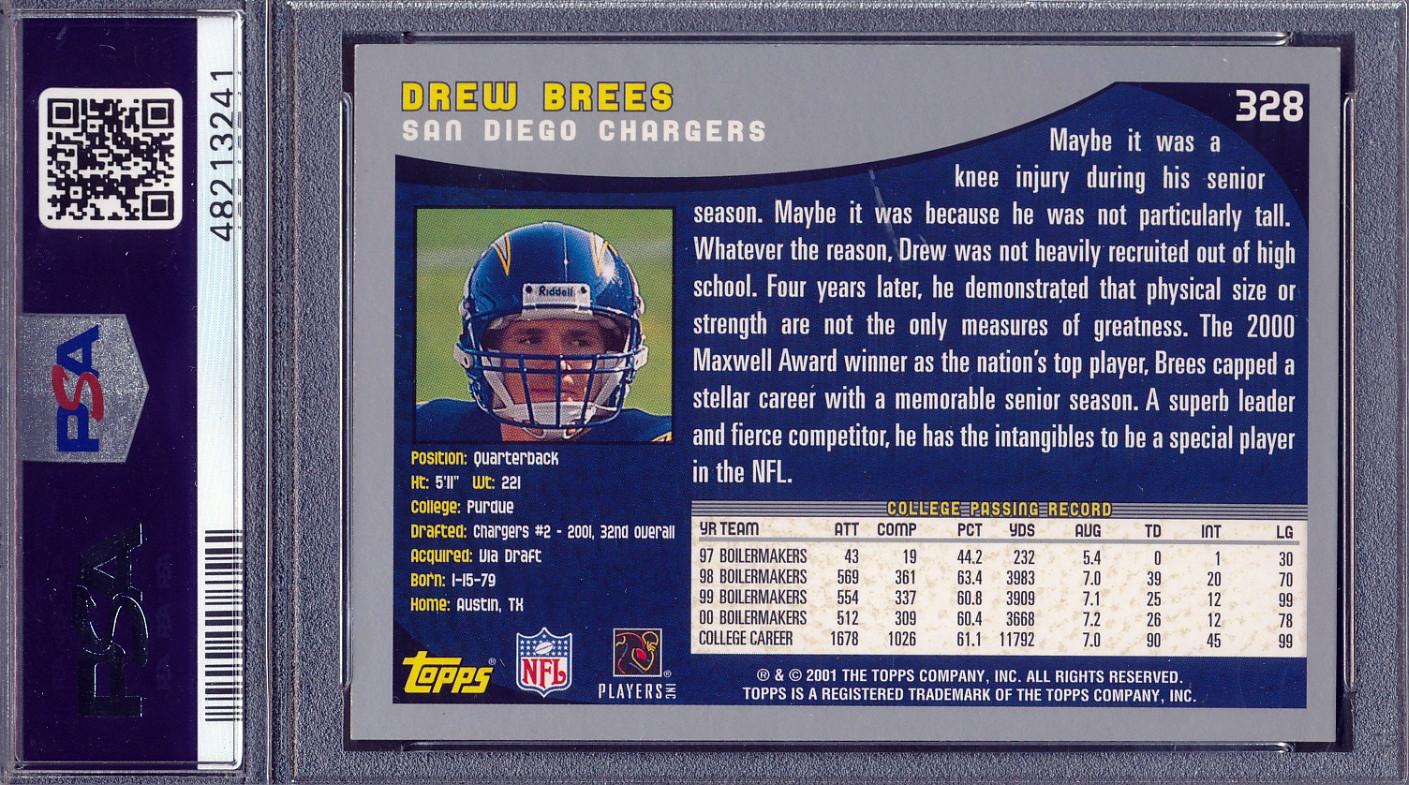 PSA
48213241
PSA
DREW BREES
SAN DIEGO CHARGERS
328
Maybe it was a
knee injury during his senior
season. Maybe it was because he was not particularly tall.
Whatever the reason, Drew was not heavily recruited out of high
school. Four years later, he demonstrated that physical size or
strength are not the only measures of greatness. The 2000
Maxwell Award winner as the nation's top player, Brees capped a
stellar career with a memorable senior season. A superb leader
and fierce competitor, he has the intangibles to be a special player
in the NFL.
Riddell
Position: Quarterback
Ht: 5'11" Wt: 221
College: Purdue
Drafted: Chargers #2 - 2001, 32nd overall
Acquired: Via Draft
Born: 1-15-79
Home: Austin, TX
COLLEGE PASSING RECORD
YR TEAM ATT COMP PCT YDS AVG TD INT LG
97 BOILERMAKERS 43 19 44.2 232 5.4 0 1 30
98 BOILERMAKERS 569 361 63.4 3983 7.0 39 20 70
99 BOILERMAKERS 554 337 60.8 3909 7.1 25 12 99
00 BOILERMAKERS 512 309 60.4 3668 7.2 26 12 78
COLLEGE CAREER 1678 1026 61.1 11792 7.0 90 45 99
Topps®
NFL
®
PLAYERS INC
® & © 2001 THE TOPPS COMPANY, INC. ALL RIGHTS RESERVED.
TOPPS IS A REGISTERED TRADEMARK OF THE TOPPS COMPANY, INC.